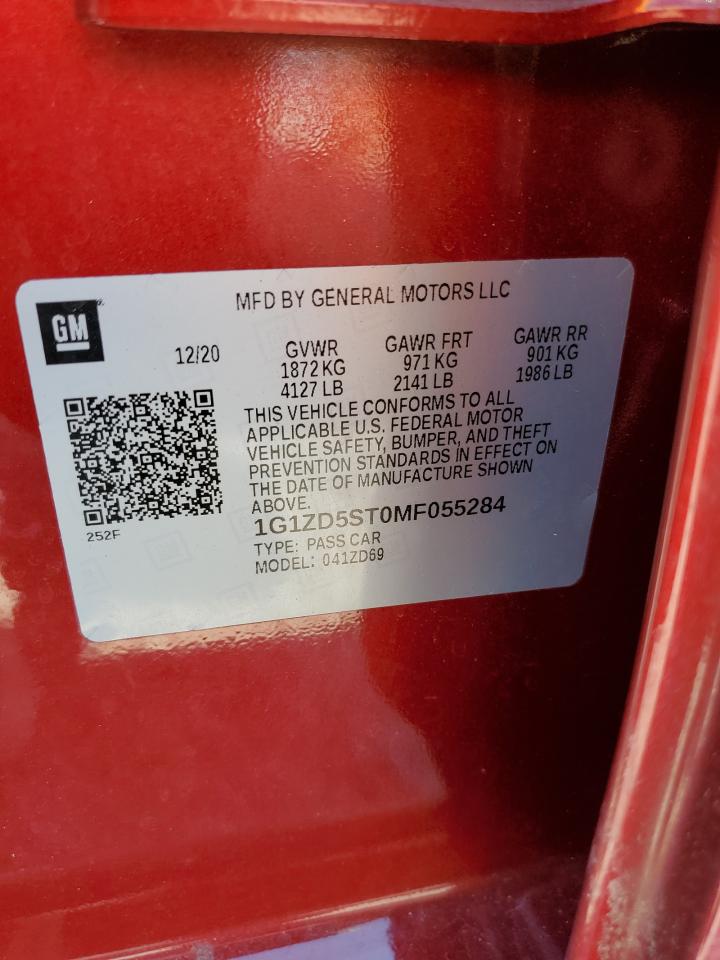 MFD BY GENERAL MOTORS LLC
GM
12/20
GVWR
1872 KG
4127 LB
GAWR FRT
971 KG
2141 LB
GAWR RR
901 KG
1986 LB
THIS VEHICLE CONFORMS TO ALL
APPLICABLE U.S. FEDERAL MOTOR
VEHICLE SAFETY, BUMPER, AND THEFT
PREVENTION STANDARDS IN EFFECT ON
THE DATE OF MANUFACTURE SHOWN
ABOVE.
1G1ZD5ST0MF055284
TYPE: PASS CAR
MODEL: 041ZD69
252F